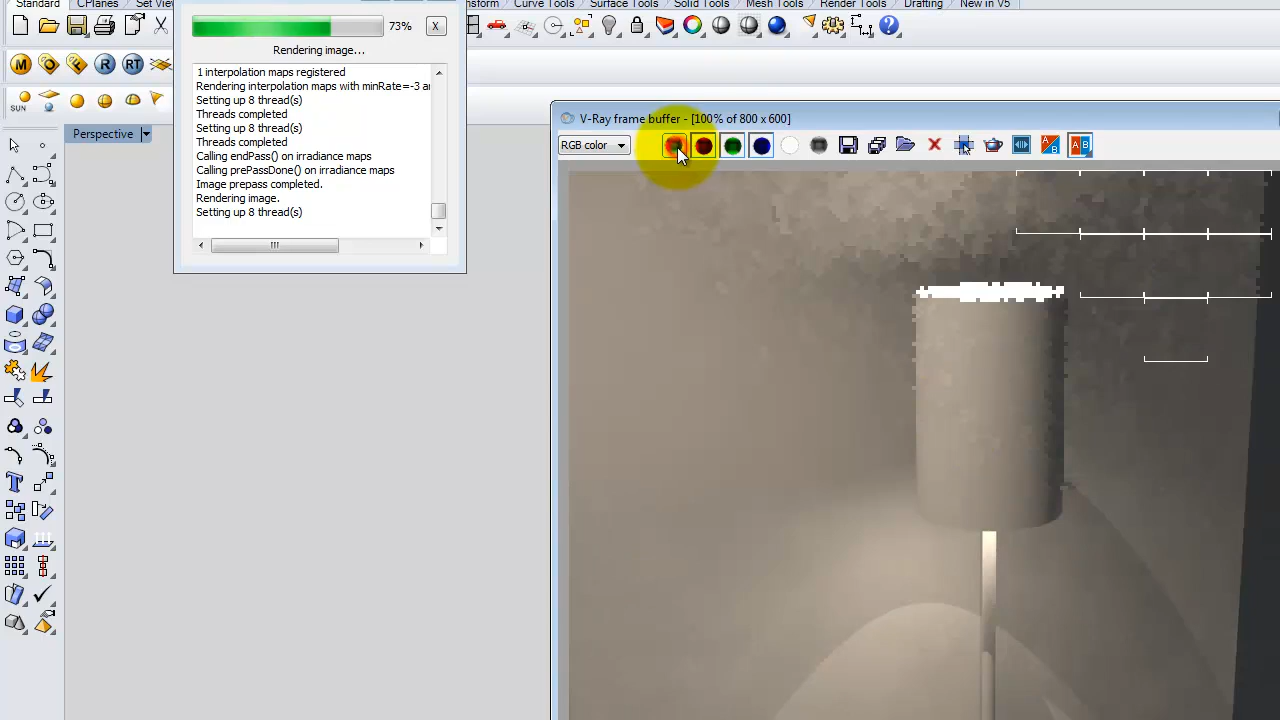 Standard CPlanes Set View
Transform Curve Tools Surface Tools Solid Tools Mesh Tools Render Tools Drafting New in V5
73% X
Rendering image...
M O F R RT
1 interpolation maps registered
Rendering interpolation maps with minRate=-3 a
Setting up 8 thread(s)
Threads completed
Setting up 8 thread(s)
Threads completed
Calling endPass() on irradiance maps
Calling prePassDone() on irradiance maps
Image prepass completed.
Rendering image.
Setting up 8 thread(s)
SUN
Perspective
V-Ray frame buffer - [100% of 800 x 600]
RGB color